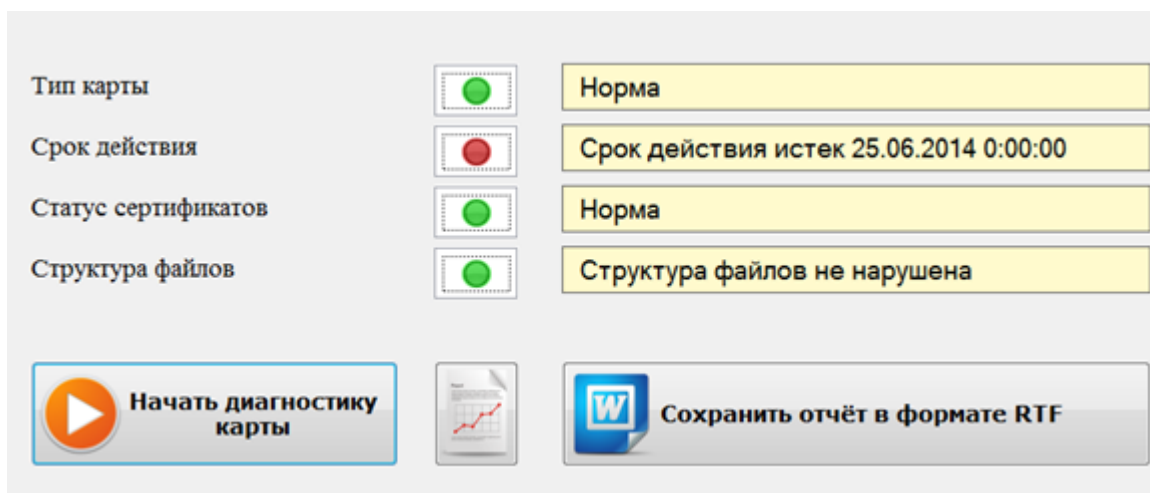 Тип карты
Норма
Срок действия
Срок действия истек 25.06.2014 0:00:00
Статус сертификатов
Норма
Структура файлов
Структура файлов не нарушена
Начать диагностику
карты
W
Сохранить отчёт в формате RTF